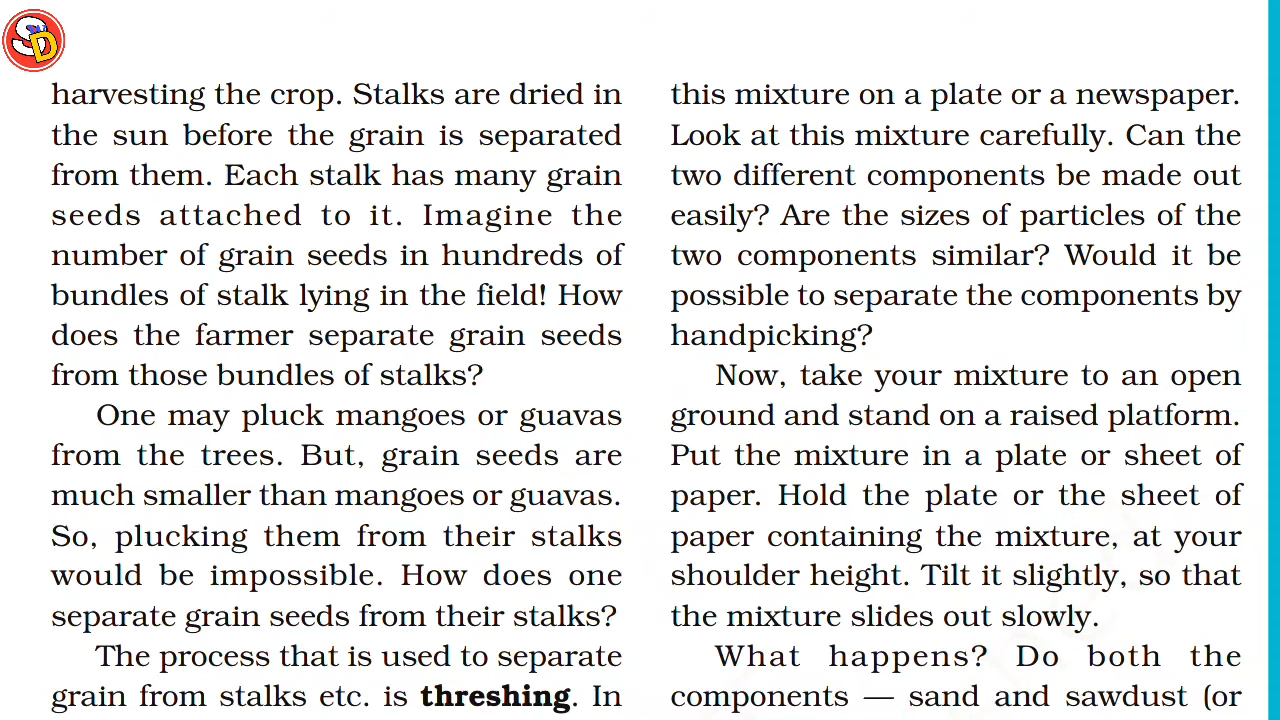 SD
harvesting the crop. Stalks are dried in
the sun before the grain is separated
from them. Each stalk has many grain
seeds attached to it. Imagine the
number of grain seeds in hundreds of
bundles of stalk lying in the field! How
does the farmer separate grain seeds
from those bundles of stalks?
One may pluck mangoes or guavas
from the trees. But, grain seeds are
much smaller than mangoes or guavas.
So, plucking them from their stalks
would be impossible. How does one
separate grain seeds from their stalks?
The process that is used to separate
grain from stalks etc. is threshing. In
this mixture on a plate or a newspaper.
Look at this mixture carefully. Can the
two different components be made out
easily? Are the sizes of particles of the
two components similar? Would it be
possible to separate the components by
handpicking?
Now, take your mixture to an open
ground and stand on a raised platform.
Put the mixture in a plate or sheet of
paper. Hold the plate or the sheet of
paper containing the mixture, at your
shoulder height. Tilt it slightly, so that
the mixture slides out slowly.
What happens? Do both the
components — sand and sawdust (or